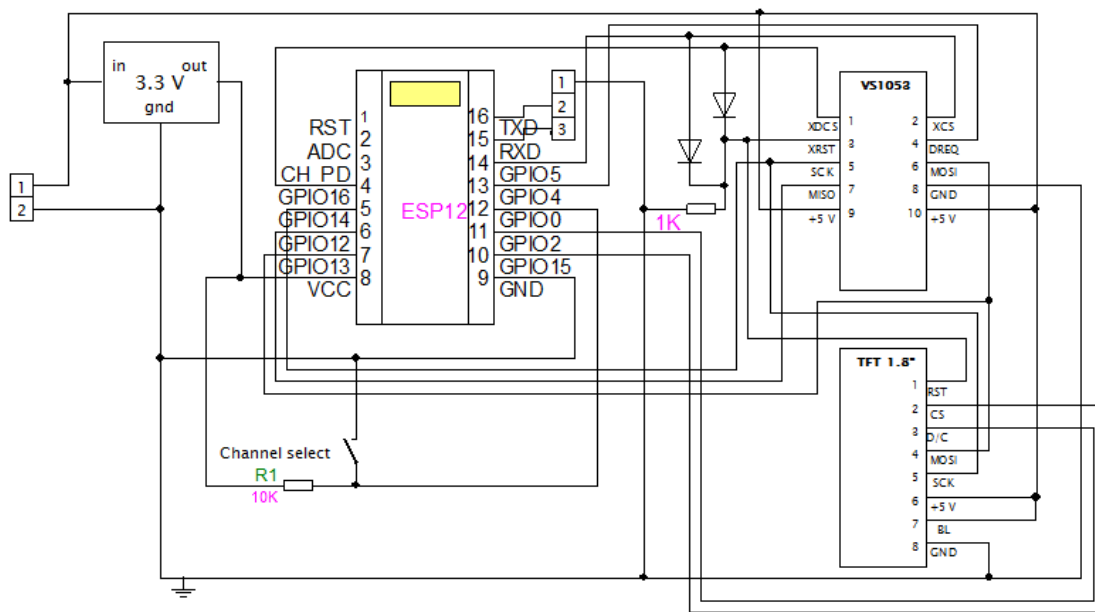 in out
3.3 V
gnd
1
2
ESP12
1
2
3
4
5
6
7
8
RST
ADC
CH_PD
GPIO16
GPIO14
GPIO12
GPIO13
VCC
16
15
14
13
12
11
10
9
TXD
RXD
GPIO5
GPIO4
GPIO0
GPIO2
GPIO15
GND
1
2
3
1K
VS1053
XDCS 1 2 XCS
XRST 3 4 DREQ
SCK 5 6 MOSI
MISO 7 8 GND
+5 V 9 10 +5 V
TFT 1.8"
1 RST
2 CS
3 D/C
4 MOSI
5 SCK
6 +5 V
7 BL
8 GND
Channel select
R1
10K